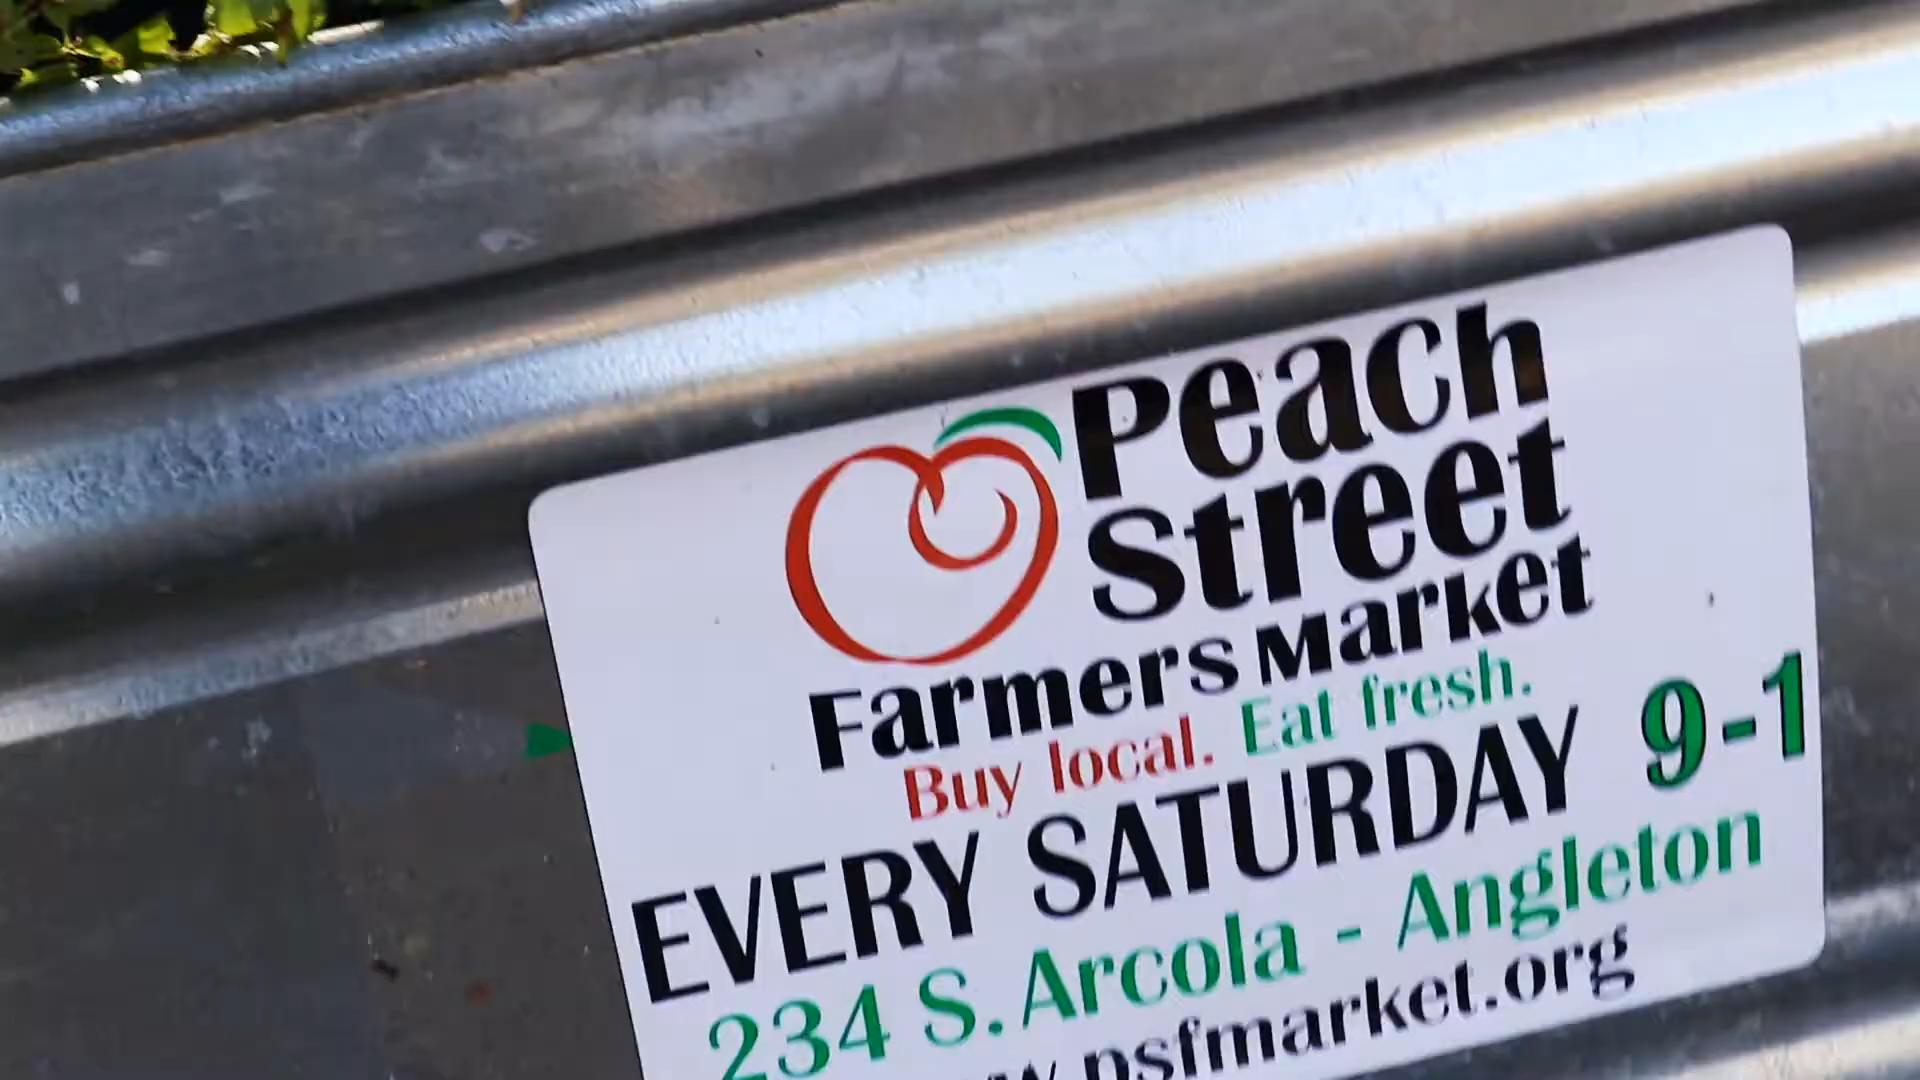 Peach
Street
Farmers Market
Buy local. Eat fresh.
EVERY SATURDAY 9-1
234 S. Arcola - Angleton
psfmarket.org